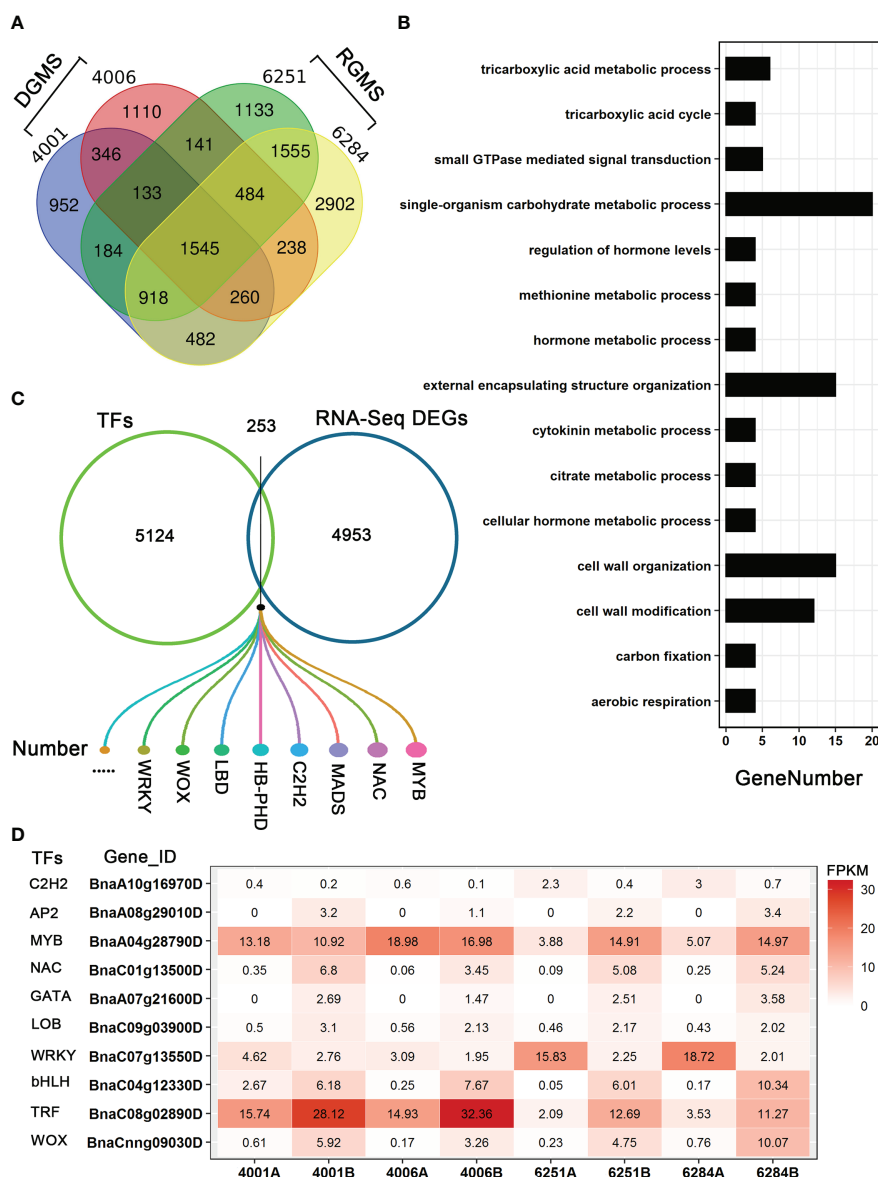 A
DGMS
RGMS
4001
4006
6251
6284
1110
1133
346
141
1555
952
133
484
2902
184
1545
238
918
260
482
B
tricarboxylic acid metabolic process
tricarboxylic acid cycle
small GTPase mediated signal transduction
single-organism carbohydrate metabolic process
regulation of hormone levels
methionine metabolic process
hormone metabolic process
external encapsulating structure organization
cytokinin metabolic process
citrate metabolic process
cellular hormone metabolic process
cell wall organization
cell wall modification
carbon fixation
aerobic respiration
0 5 10 15 20
GeneNumber
C
TFs
253
RNA-Seq DEGs
5124
4953
Number
.....
WRKY
WOX
LBD
HB-PHD
C2H2
MADS
NAC
MYB
D
TFs Gene_ID
C2H2 BnaA10g16970D 0.4 0.2 0.6 0.1 2.3 0.4 3 0.7
AP2 BnaA08g29010D 0 3.2 0 1.1 0 2.2 0 3.4
MYB BnaA04g28790D 13.18 10.92 18.98 16.98 3.88 14.91 5.07 14.97
NAC BnaC01g13500D 0.35 6.8 0.06 3.45 0.09 5.08 0.25 5.24
GATA BnaA07g21600D 0 2.69 0 1.47 0 2.51 0 3.58
LOB BnaC09g03900D 0.5 3.1 0.56 2.13 0.46 2.17 0.43 2.02
WRKY BnaC07g13550D 4.62 2.76 3.09 1.95 15.83 2.25 18.72 2.01
bHLH BnaC04g12330D 2.67 6.18 0.25 7.67 0.05 6.01 0.17 10.34
TRF BnaC08g02890D 15.74 28.12 14.93 32.36 2.09 12.69 3.53 11.27
WOX BnaCnng09030D 0.61 5.92 0.17 3.26 0.23 4.75 0.76 10.07
4001A 4001B 4006A 4006B 6251A 6251B 6284A 6284B
FPKM
30
20
10
0